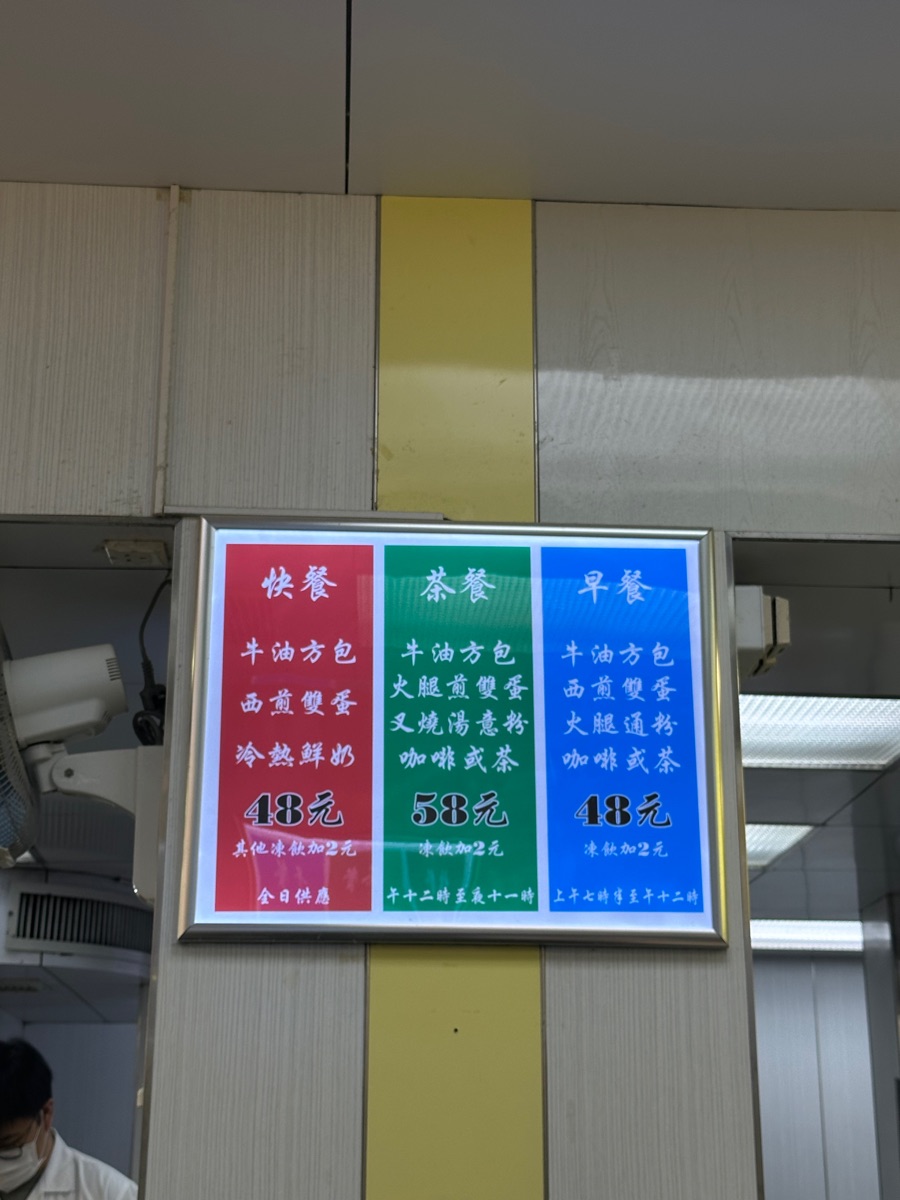 快餐
牛油方包
西煎雙蛋
冷熱鮮奶
48元
其他凍飲加2元
全日供應
茶餐
牛油方包
火腿煎雙蛋
叉燒湯意粉
咖啡或茶
58元
凍飲加2元
午十二時至夜十一時
早餐
牛油方包
西煎雙蛋
火腿通粉
咖啡或茶
48元
凍飲加2元
上午七時半至午十二時